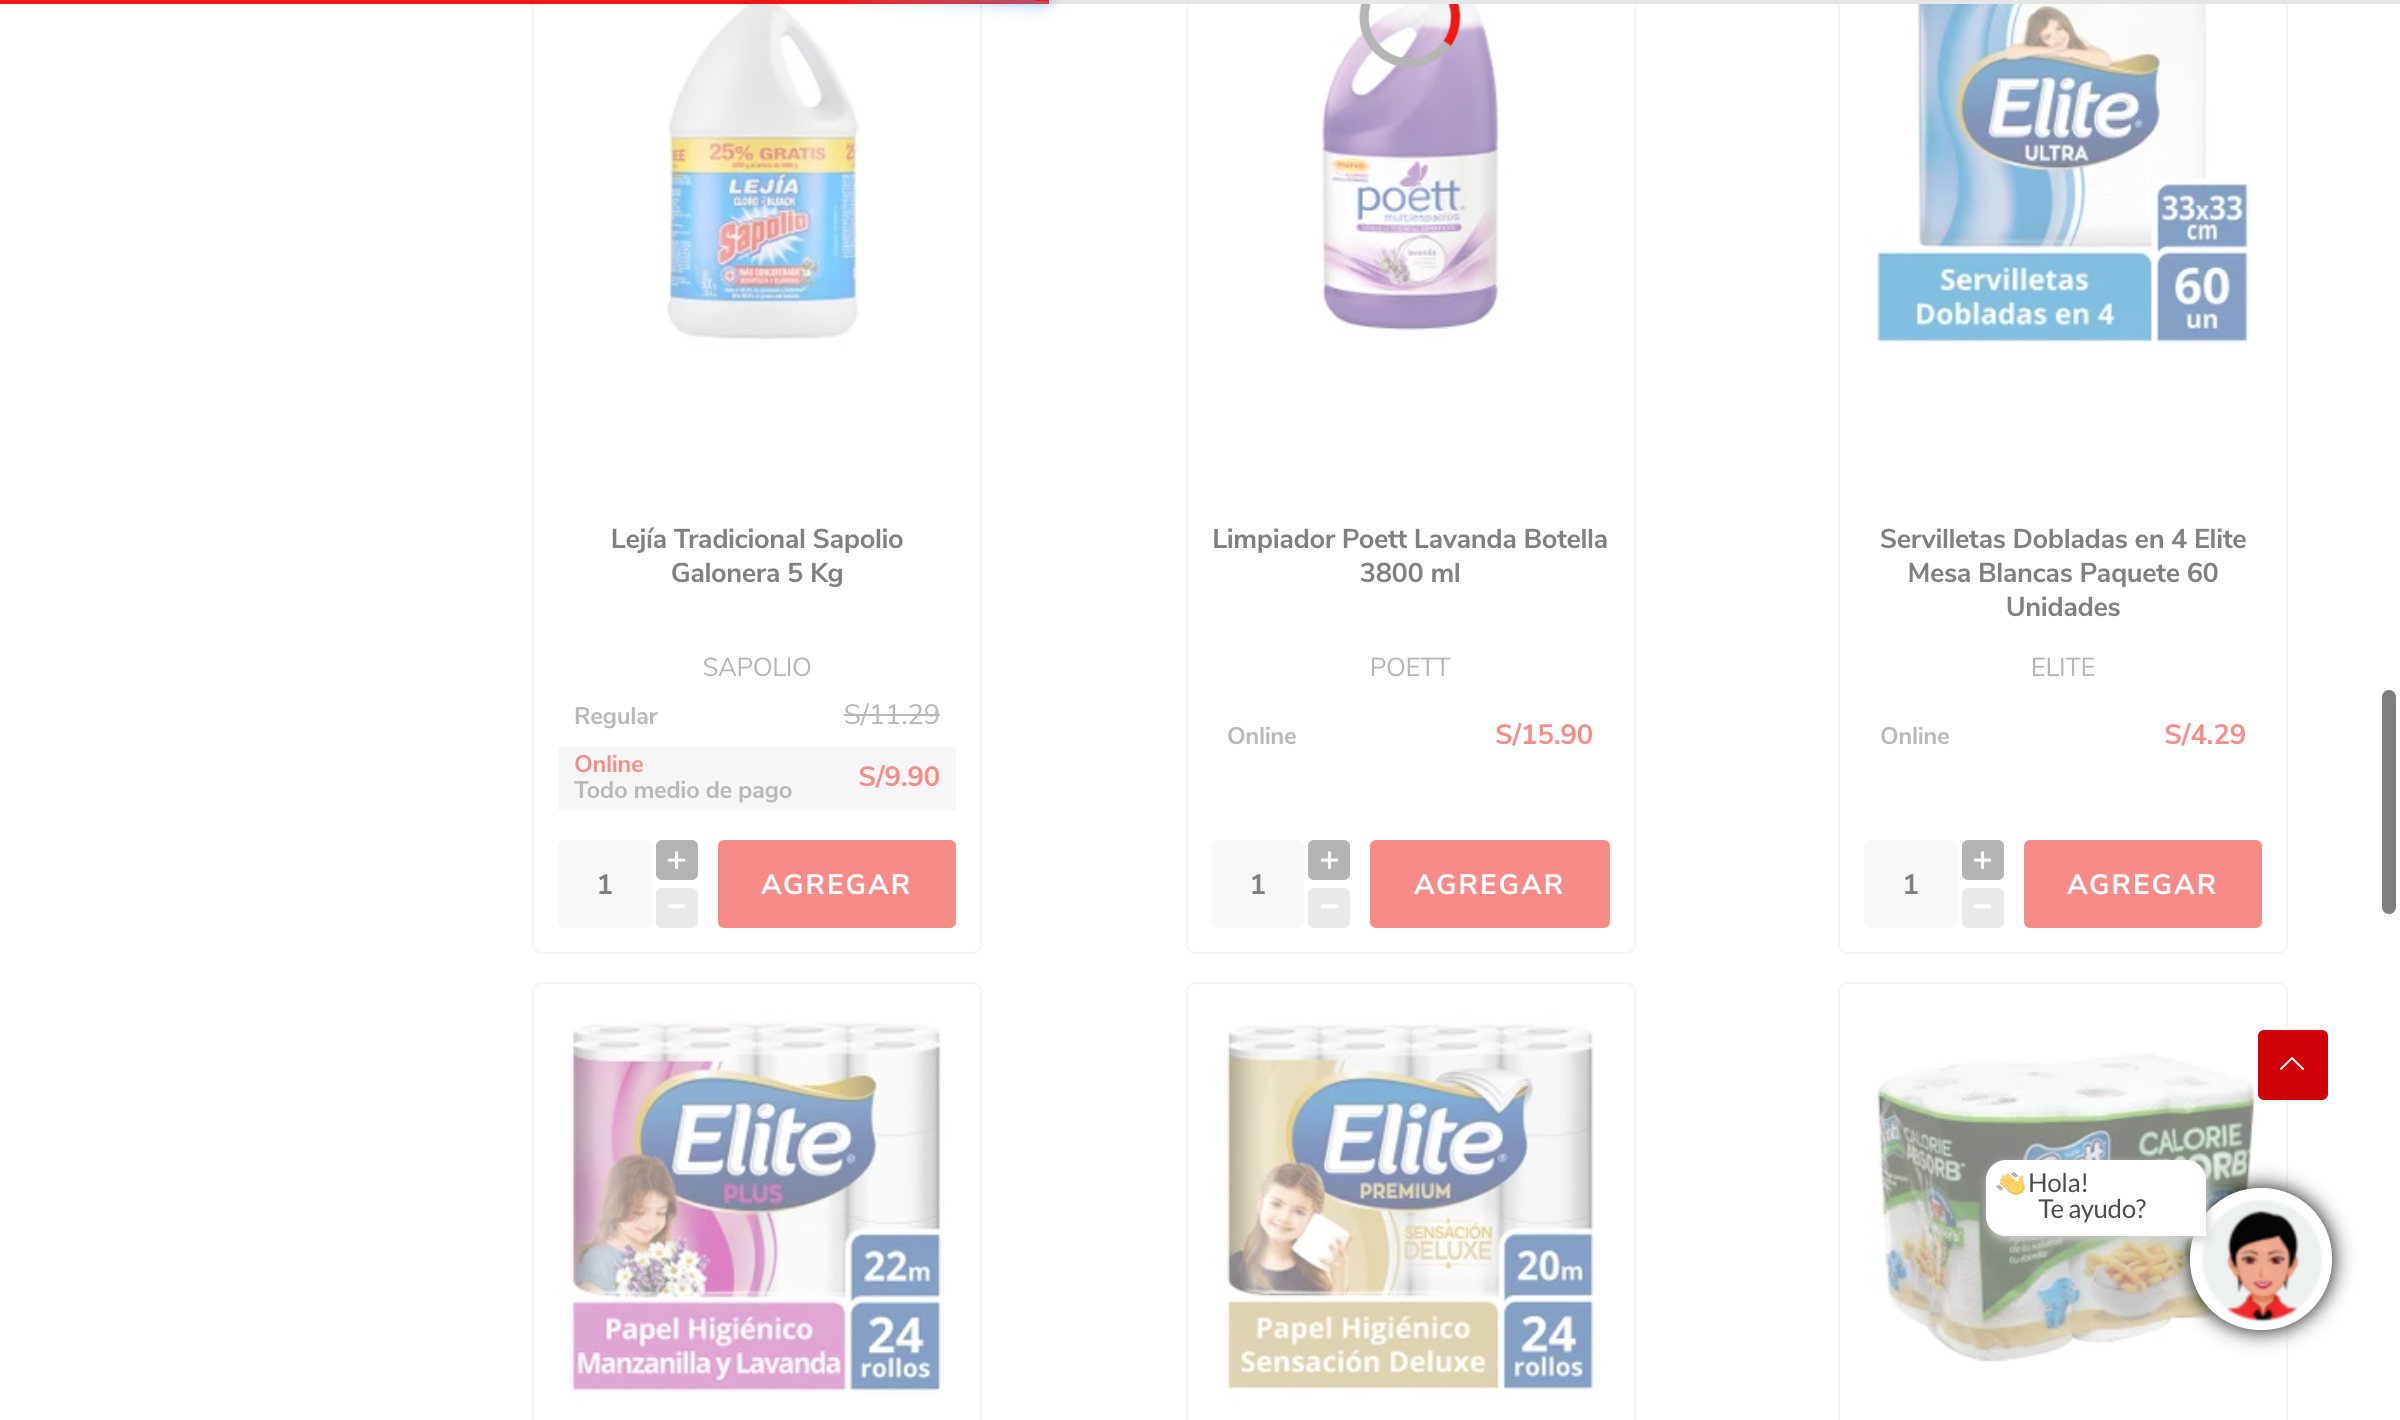 25% GRATIS
LEJÍA
CLORO - BLEACH
Sapolio
MÁS CONCENTRADA
poett
multiespacios
lavanda
Elite
ULTRA
33x33
cm
Servilletas
Dobladas en 4
60
un
Lejía Tradicional Sapolio
Galonera 5 Kg
SAPOLIO
Regular S/11.29
Online
Todo medio de pago
S/9.90
1 + − AGREGAR
Limpiador Poett Lavanda Botella
3800 ml
POETT
Online S/15.90
1 + − AGREGAR
Servilletas Dobladas en 4 Elite
Mesa Blancas Paquete 60
Unidades
ELITE
Online S/4.29
1 + − AGREGAR
Elite
PLUS
22m
Papel Higiénico
Manzanilla y Lavanda
24
rollos
Elite
PREMIUM
SENSACIÓN
DELUXE
20m
Papel Higiénico
Sensación Deluxe
24
rollos
CALORIE
CALORIE
👋Hola!
Te ayudo?